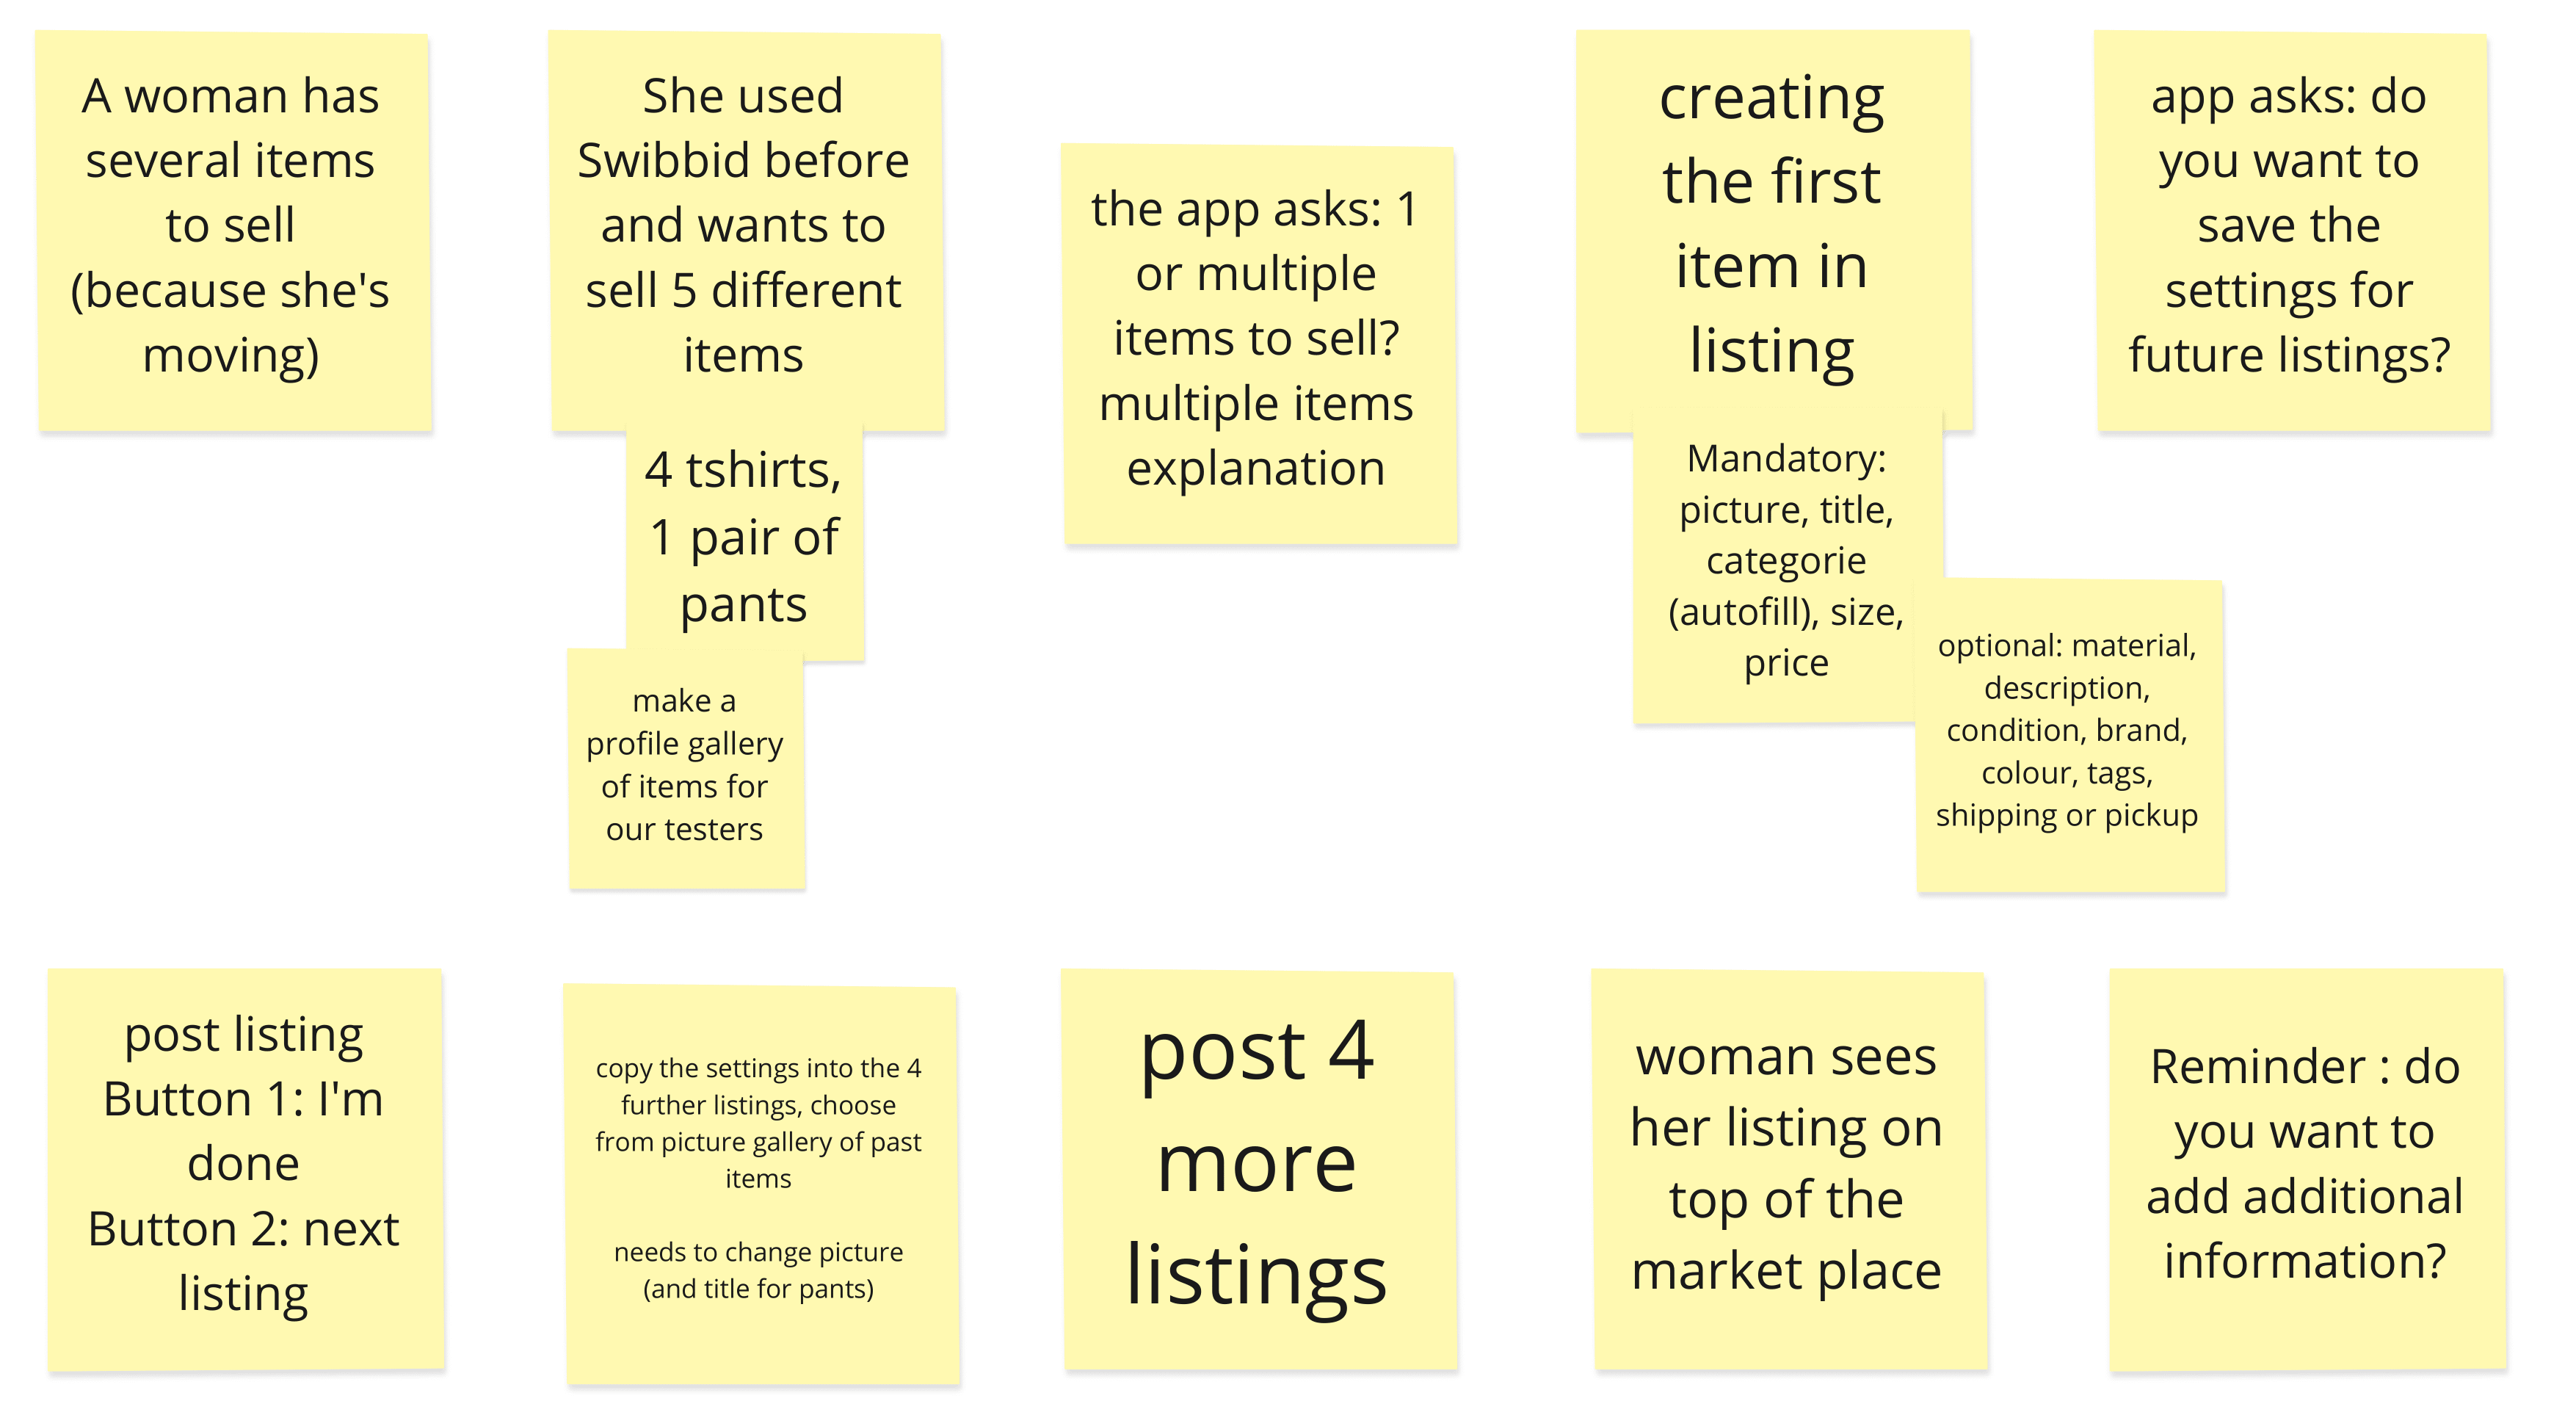 A woman has
several items
to sell
(because she's
moving)
She used
Swibbid before
and wants to
sell 5 different
items
4 tshirts,
1 pair of
pants
make a
profile gallery
of items for
our testers
the app asks: 1
or multiple
items to sell?
multiple items
explanation
creating
the first
item in
listing
Mandatory:
picture, title,
categorie
(autofill), size,
price
optional: material,
description,
condition, brand,
colour, tags,
shipping or pickup
app asks: do
you want to
save the
settings for
future listings?
post listing
Button 1: I'm
done
Button 2: next
listing
copy the settings into the 4
further listings, choose
from picture gallery of past
items
needs to change picture
(and title for pants)
post 4
more
listings
woman sees
her listing on
top of the
market place
Reminder : do
you want to
add additional
information?